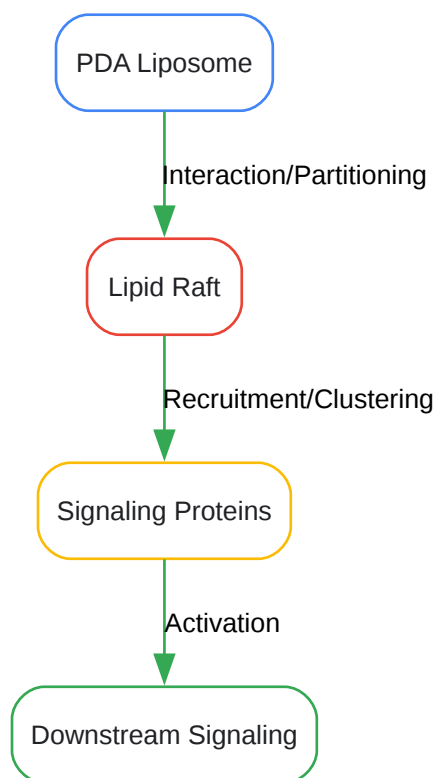 PDA Liposome
Interaction/Partitioning
Lipid Raft
Recruitment/Clustering
Signaling Proteins
Activation
Downstream Signaling